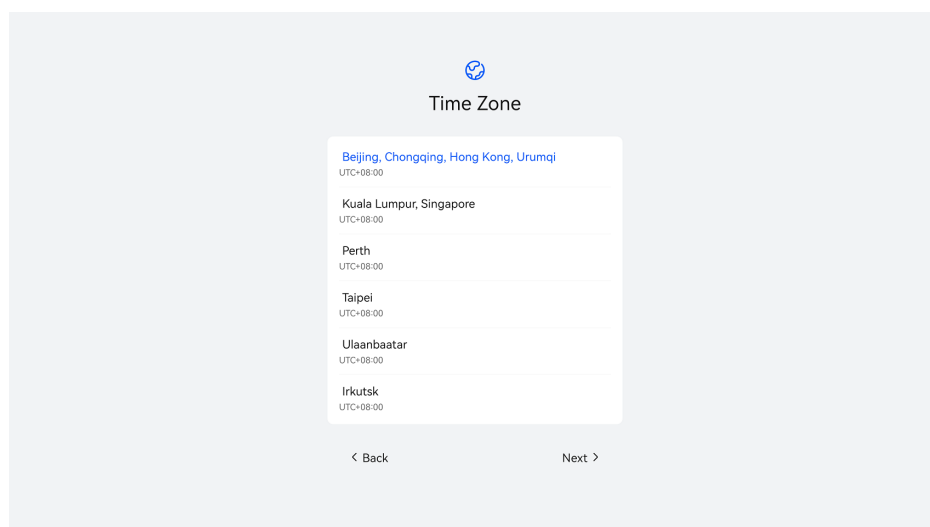 Time Zone
Beijing, Chongqing, Hong Kong, Urumqi
UTC+08:00
Kuala Lumpur, Singapore
UTC+08:00
Perth
UTC+08:00
Taipei
UTC+08:00
Ulaanbaatar
UTC+08:00
Irkutsk
UTC+08:00
Back
Next